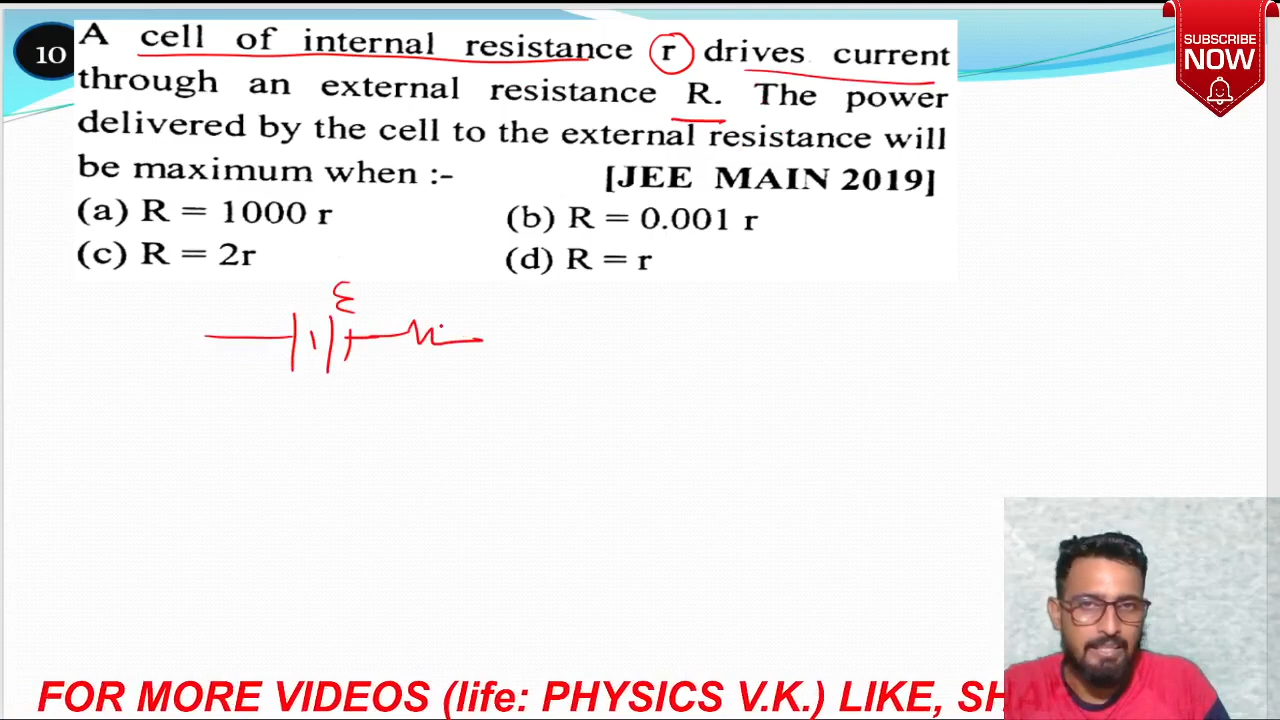 SUBSCRIBE
NOW
10
A cell of internal resistance r drives current
through an external resistance R. The power
delivered by the cell to the external resistance will
be maximum when :- [JEE MAIN 2019]
(a) R = 1000 r (b) R = 0.001 r
(c) R = 2r (d) R = r
ε
FOR MORE VIDEOS (life: PHYSICS V.K.) LIKE,